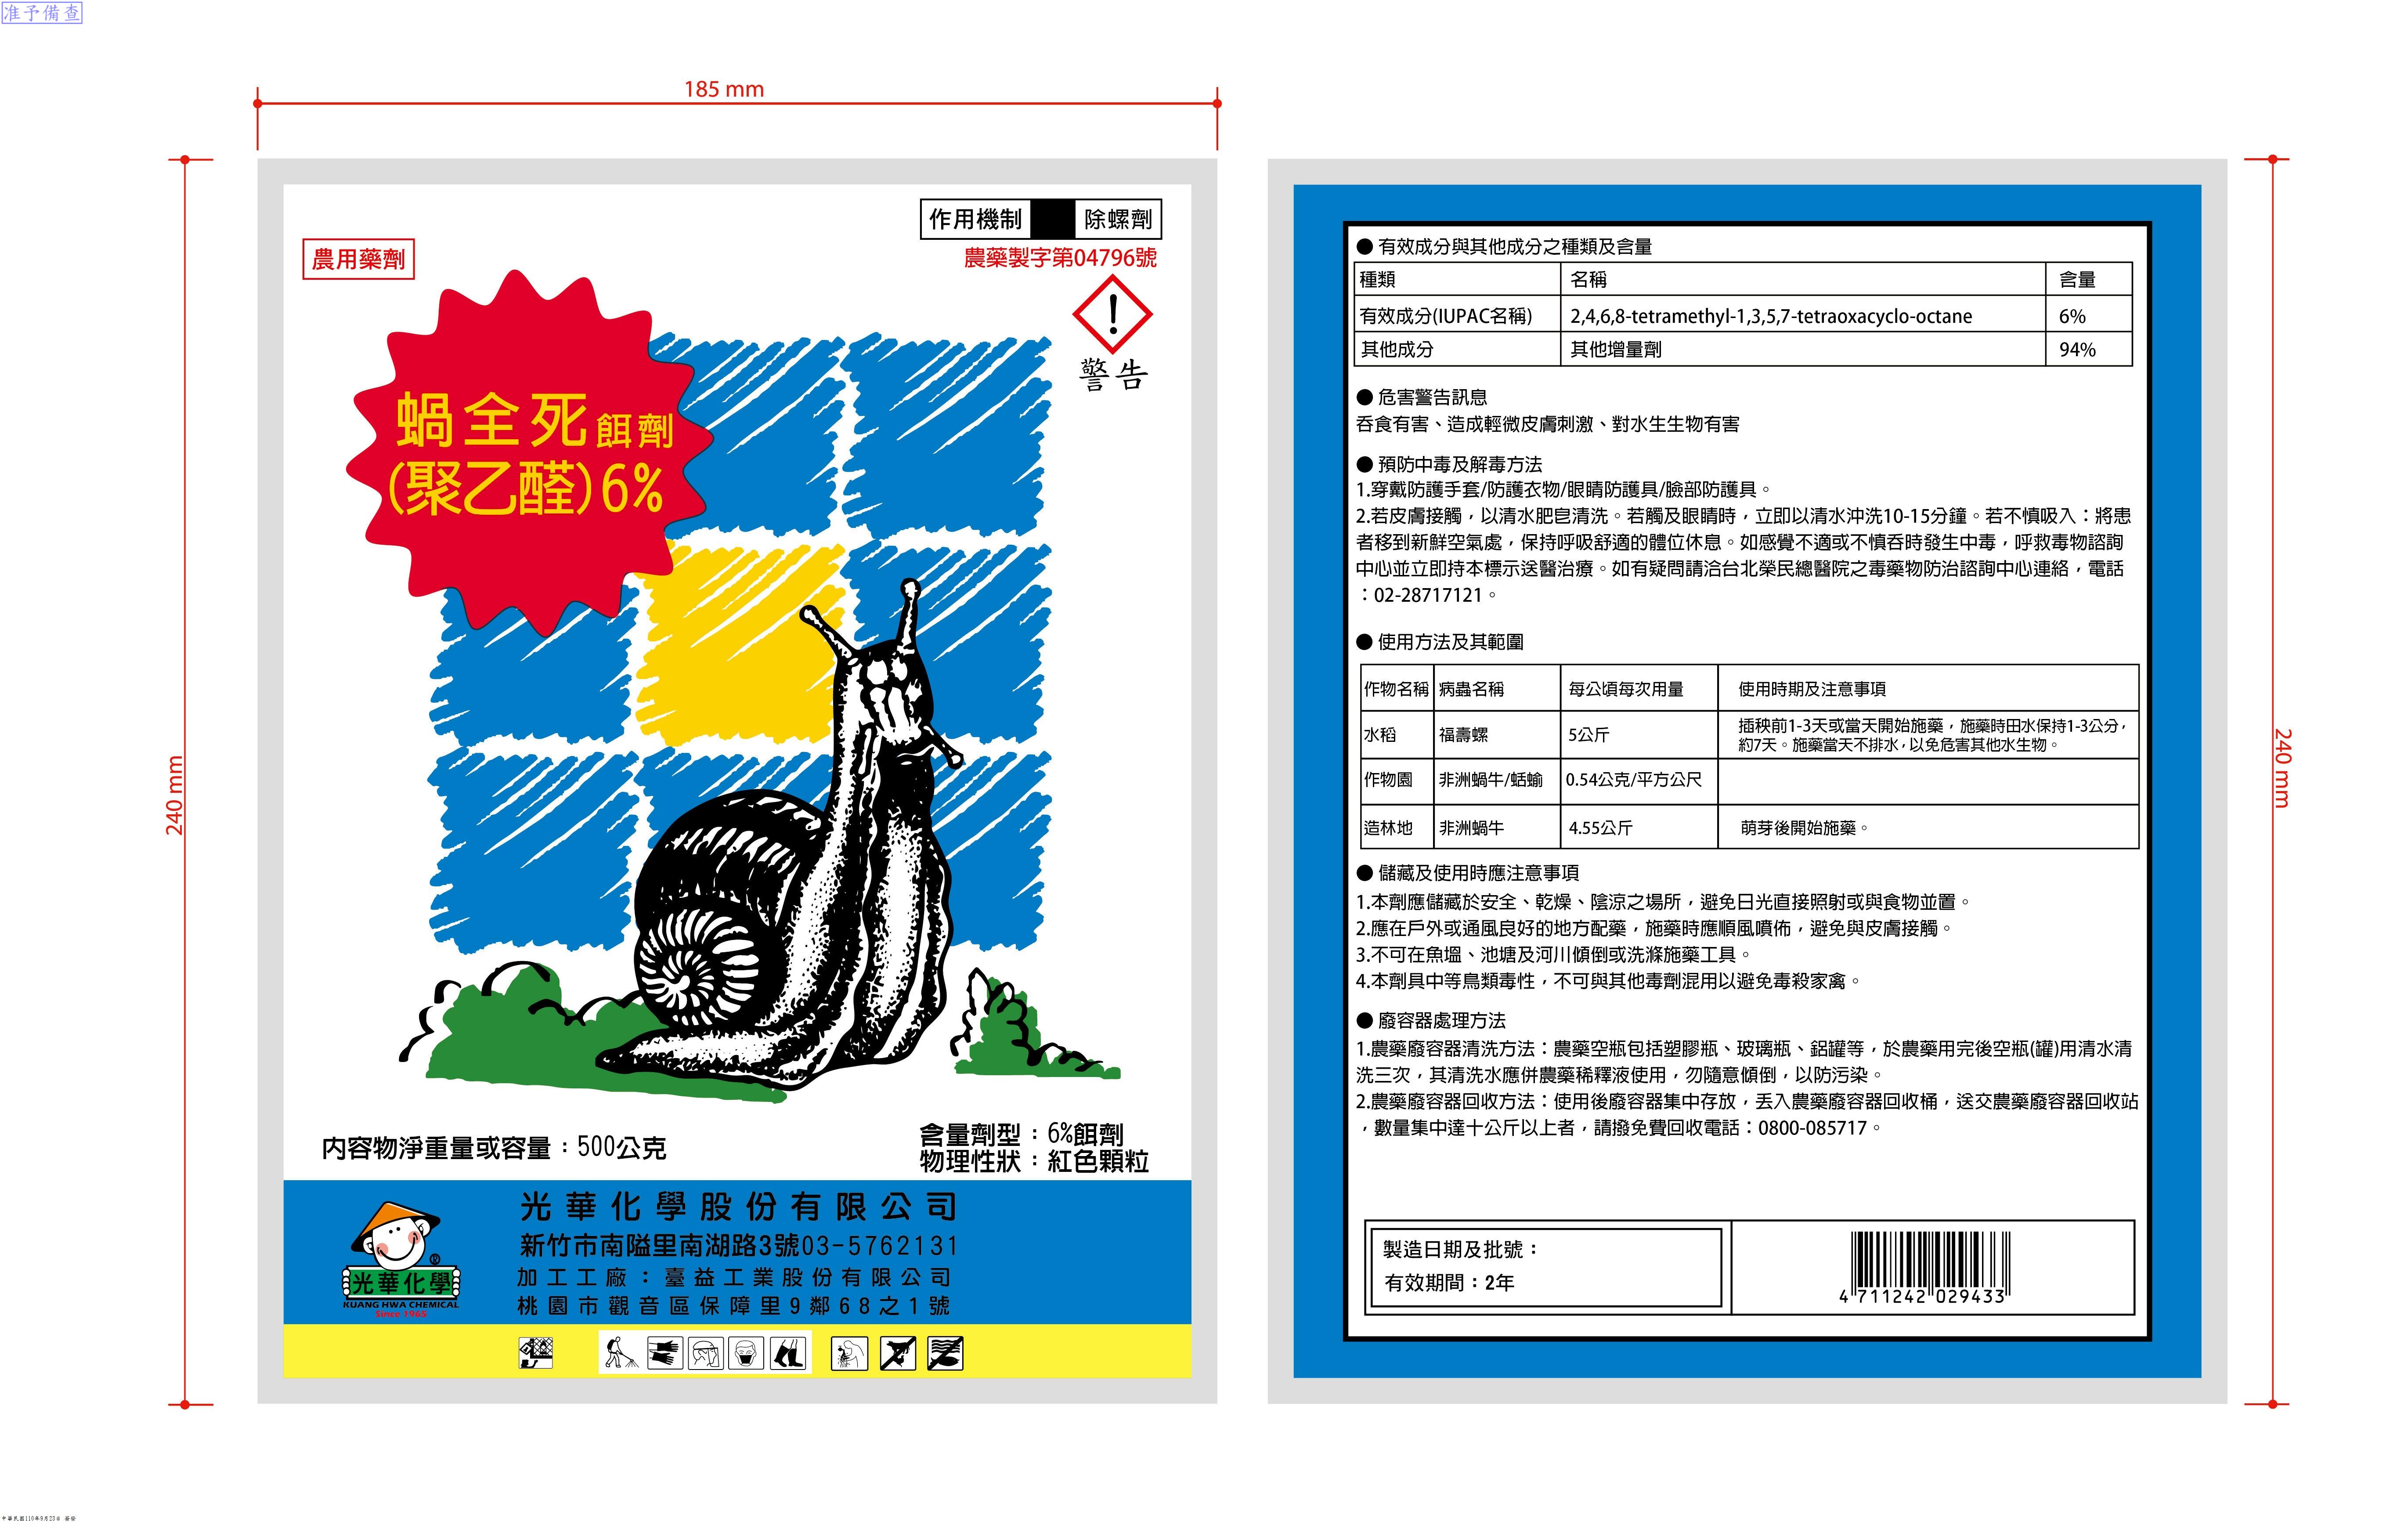 准予備查
185 mm
240 mm
作用機制 除螺劑
農用藥劑
農藥製字第04796號
警告
蝸全死餌劑
(聚乙醛)6%
內容物淨重量或容量：500公克
含量劑型：6%餌劑
物理性狀：紅色顆粒
光華化學股份有限公司
新竹市南隘里南湖路3號03-5762131
加工工廠：臺益工業股份有限公司
桃園市觀音區保障里9鄰68之1號
®
光華化學
KUANG HWA CHEMICAL
Since 1965
● 有效成分與其他成分之種類及含量
種類 名稱 含量
有效成分(IUPAC名稱) 2,4,6,8-tetramethyl-1,3,5,7-tetraoxacyclo-octane 6%
其他成分 其他增量劑 94%
● 危害警告訊息
吞食有害、造成輕微皮膚刺激、對水生生物有害
● 預防中毒及解毒方法
1.穿戴防護手套/防護衣物/眼睛防護具/臉部防護具。
2.若皮膚接觸，以清水肥皂清洗。若觸及眼睛時，立即以清水沖洗10-15分鐘。若不慎吸入：將患
者移到新鮮空氣處，保持呼吸舒適的體位休息。如感覺不適或不慎吞時發生中毒，呼救毒物諮詢
中心並立即持本標示送醫治療。如有疑問請洽台北榮民總醫院之毒藥物防治諮詢中心連絡，電話
：02-28717121。
● 使用方法及其範圍
作物名稱 病蟲名稱 每公頃每次用量 使用時期及注意事項
水稻 福壽螺 5公斤 插秧前1-3天或當天開始施藥，施藥時田水保持1-3公分，
約7天。施藥當天不排水，以免危害其他水生物。
作物園 非洲蝸牛/蛞蝓 0.54公克/平方公尺
造林地 非洲蝸牛 4.55公斤 萌芽後開始施藥。
● 儲藏及使用時應注意事項
1.本劑應儲藏於安全、乾燥、陰涼之場所，避免日光直接照射或與食物並置。
2.應在戶外或通風良好的地方配藥，施藥時應順風噴佈，避免與皮膚接觸。
3.不可在魚塭、池塘及河川傾倒或洗滌施藥工具。
4.本劑具中等鳥類毒性，不可與其他毒劑混用以避免毒殺家禽。
● 廢容器處理方法
1.農藥廢容器清洗方法：農藥空瓶包括塑膠瓶、玻璃瓶、鋁罐等，於農藥用完後空瓶(罐)用清水清
洗三次，其清洗水應併農藥稀釋液使用，勿隨意傾倒，以防污染。
2.農藥廢容器回收方法：使用後廢容器集中存放，丟入農藥廢容器回收桶，送交農藥廢容器回收站
，數量集中達十公斤以上者，請撥免費回收電話：0800-085717。
製造日期及批號：
有效期間：2年
4 711242 029433
240 mm
中華民國110年9月23日